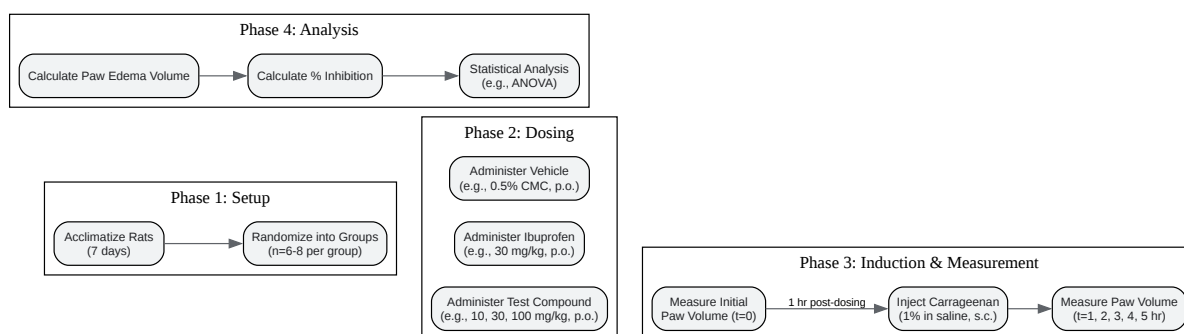 Phase 4: Analysis
Calculate Paw Edema Volume
Calculate % Inhibition
Statistical Analysis
(e.g., ANOVA)
Phase 2: Dosing
Administer Vehicle
(e.g., 0.5% CMC, p.o.)
Administer Ibuprofen
(e.g., 30 mg/kg, p.o.)
Administer Test Compound
(e.g., 10, 30, 100 mg/kg, p.o.)
Phase 1: Setup
Acclimatize Rats
(7 days)
Randomize into Groups
(n=6-8 per group)
Phase 3: Induction & Measurement
Measure Initial
Paw Volume (t=0)
1 hr post-dosing
Inject Carrageenan
(1% in saline, s.c.)
Measure Paw Volume
(t=1, 2, 3, 4, 5 hr)